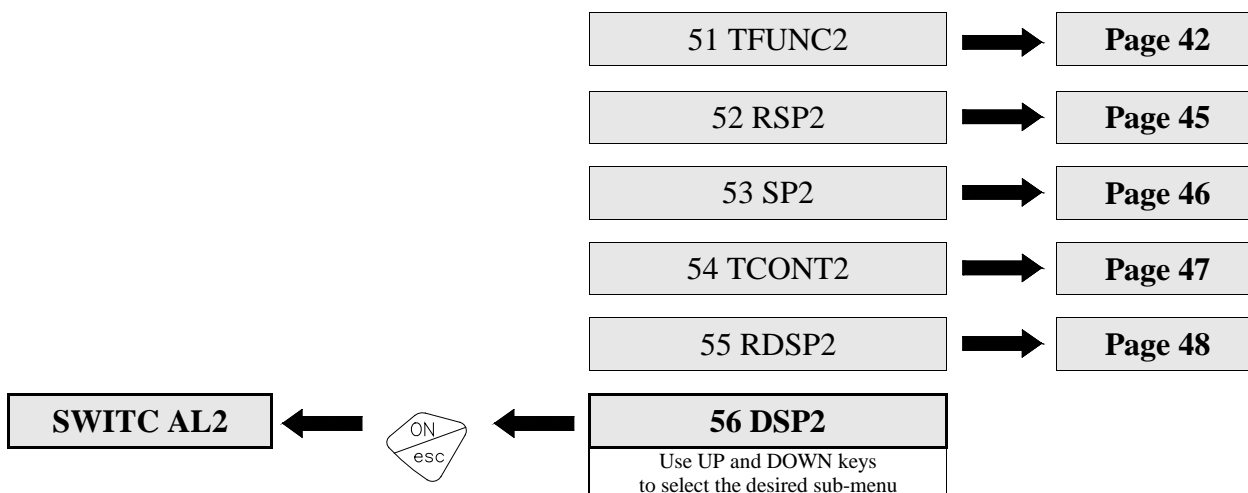 51 TFUNC2 Page 42
52 RSP2 Page 45
53 SP2 Page 46
54 TCONT2 Page 47
55 RDSP2 Page 48
SWITC AL2 ON esc 56 DSP2
Use UP and DOWN keys
to select the desired sub-menu